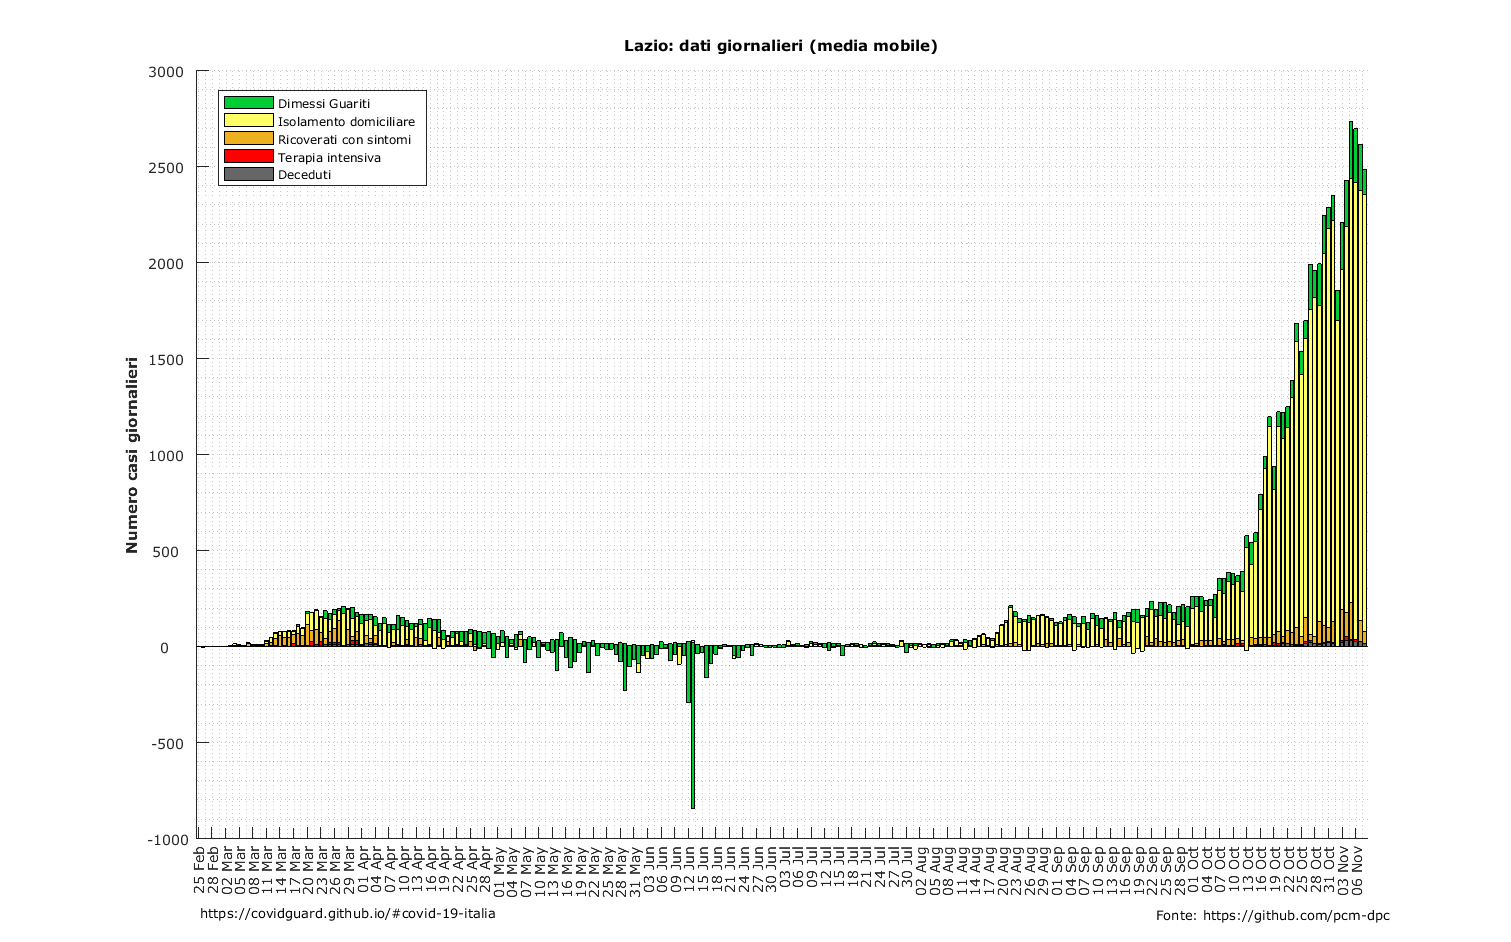 Lazio: dati giornalieri (media mobile)
3000
2500
2000
1500
1000
500
0
-500
-1000
Numero casi giornalieri
Dimessi Guariti
Isolamento domiciliare
Ricoverati con sintomi
Terapia intensiva
Deceduti
25 Feb
28 Feb
02 Mar
05 Mar
08 Mar
11 Mar
14 Mar
17 Mar
20 Mar
23 Mar
26 Mar
29 Mar
01 Apr
04 Apr
07 Apr
10 Apr
13 Apr
16 Apr
19 Apr
22 Apr
25 Apr
28 Apr
01 May
04 May
07 May
10 May
13 May
16 May
19 May
22 May
25 May
28 May
31 May
03 Jun
06 Jun
09 Jun
12 Jun
15 Jun
18 Jun
21 Jun
24 Jun
27 Jun
30 Jun
03 Jul
06 Jul
09 Jul
12 Jul
15 Jul
18 Jul
21 Jul
24 Jul
27 Jul
30 Jul
02 Aug
05 Aug
08 Aug
11 Aug
14 Aug
17 Aug
20 Aug
23 Aug
26 Aug
29 Aug
01 Sep
04 Sep
07 Sep
10 Sep
13 Sep
16 Sep
19 Sep
22 Sep
25 Sep
28 Sep
01 Oct
04 Oct
07 Oct
10 Oct
13 Oct
16 Oct
19 Oct
22 Oct
25 Oct
28 Oct
31 Oct
03 Nov
06 Nov
https://covidguard.github.io/#covid-19-italia
Fonte: https://github.com/pcm-dpc